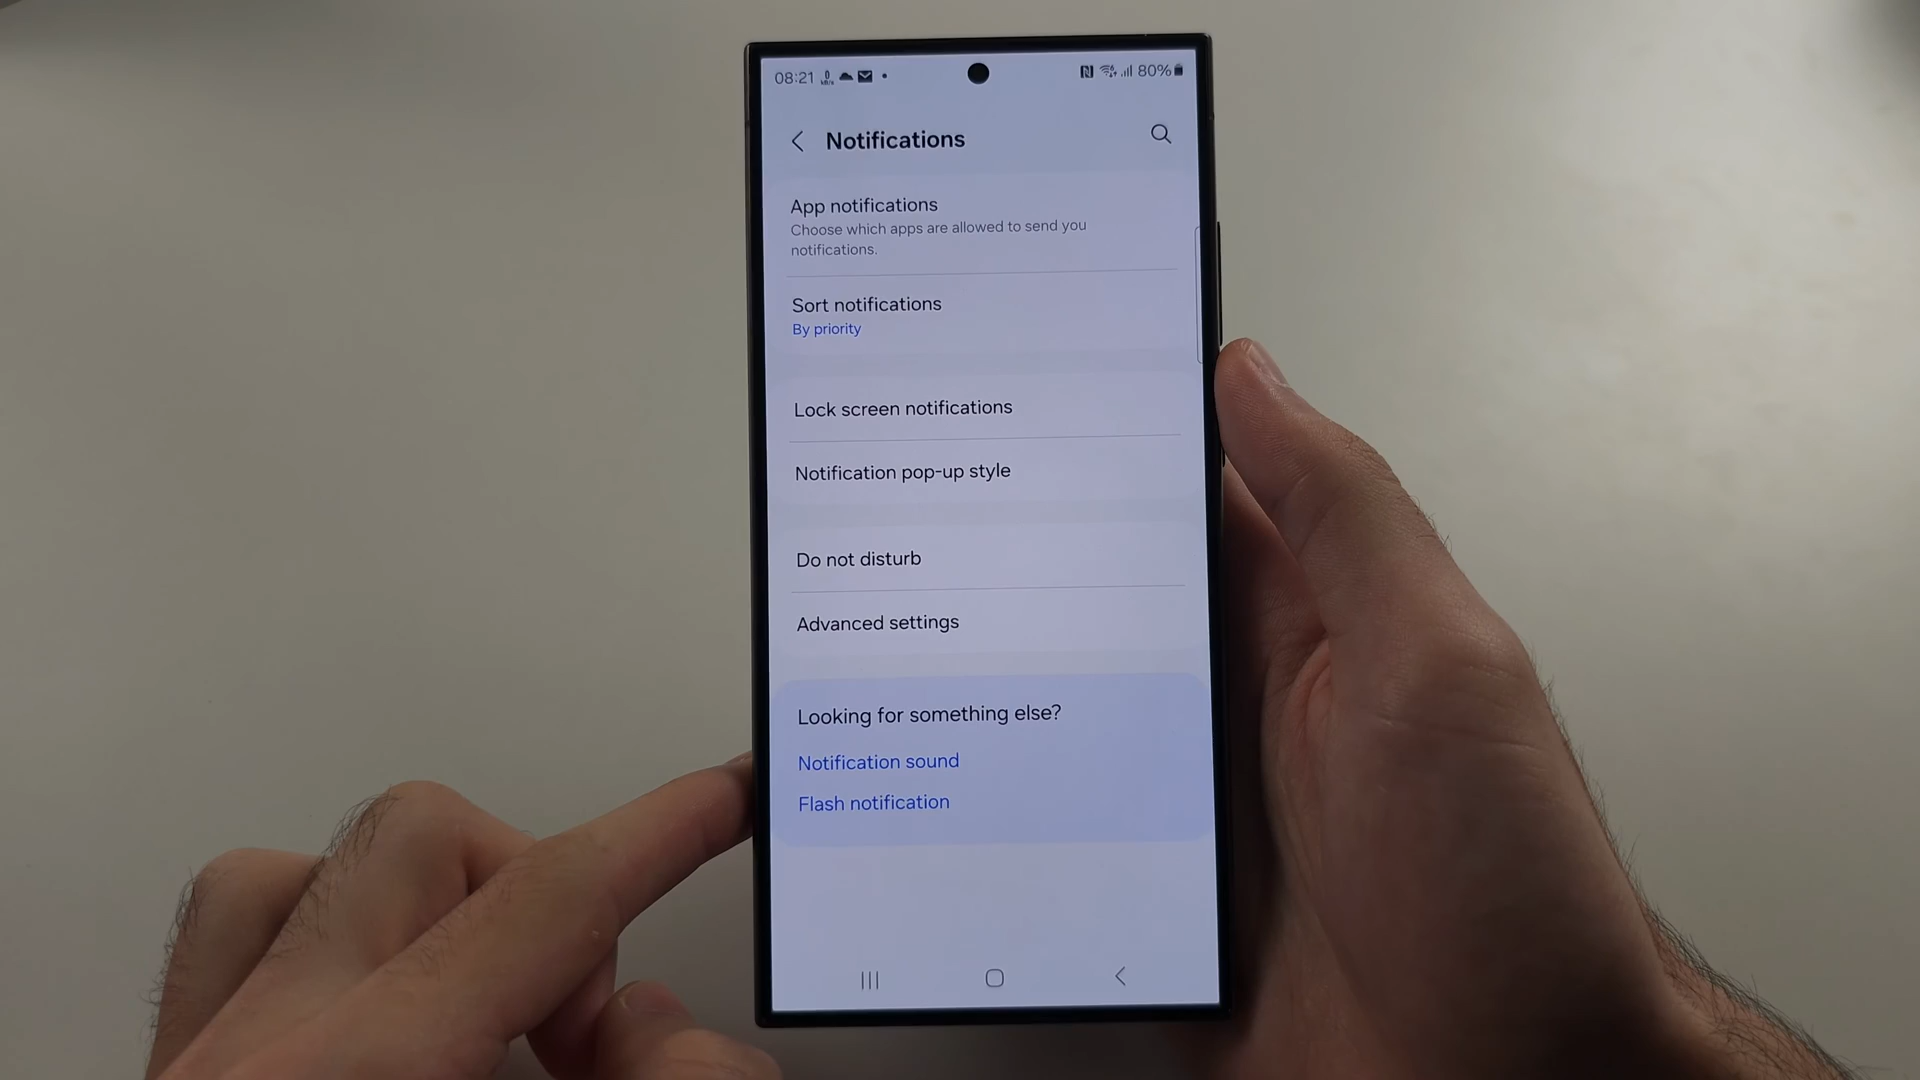 08:21 80%
Notifications
App notifications
Choose which apps are allowed to send you
notifications.
Sort notifications
By priority
Lock screen notifications
Notification pop-up style
Do not disturb
Advanced settings
Looking for something else?
Notification sound
Flash notification